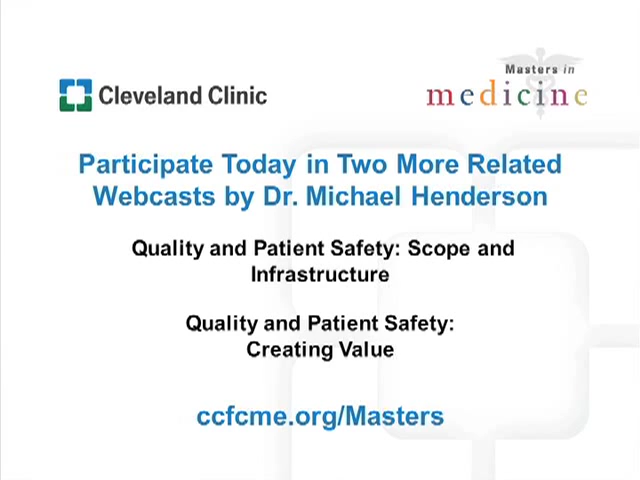 Cleveland Clinic
Masters in
medicine
Participate Today in Two More Related
Webcasts by Dr. Michael Henderson
Quality and Patient Safety: Scope and
Infrastructure
Quality and Patient Safety:
Creating Value
ccfcme.org/Masters